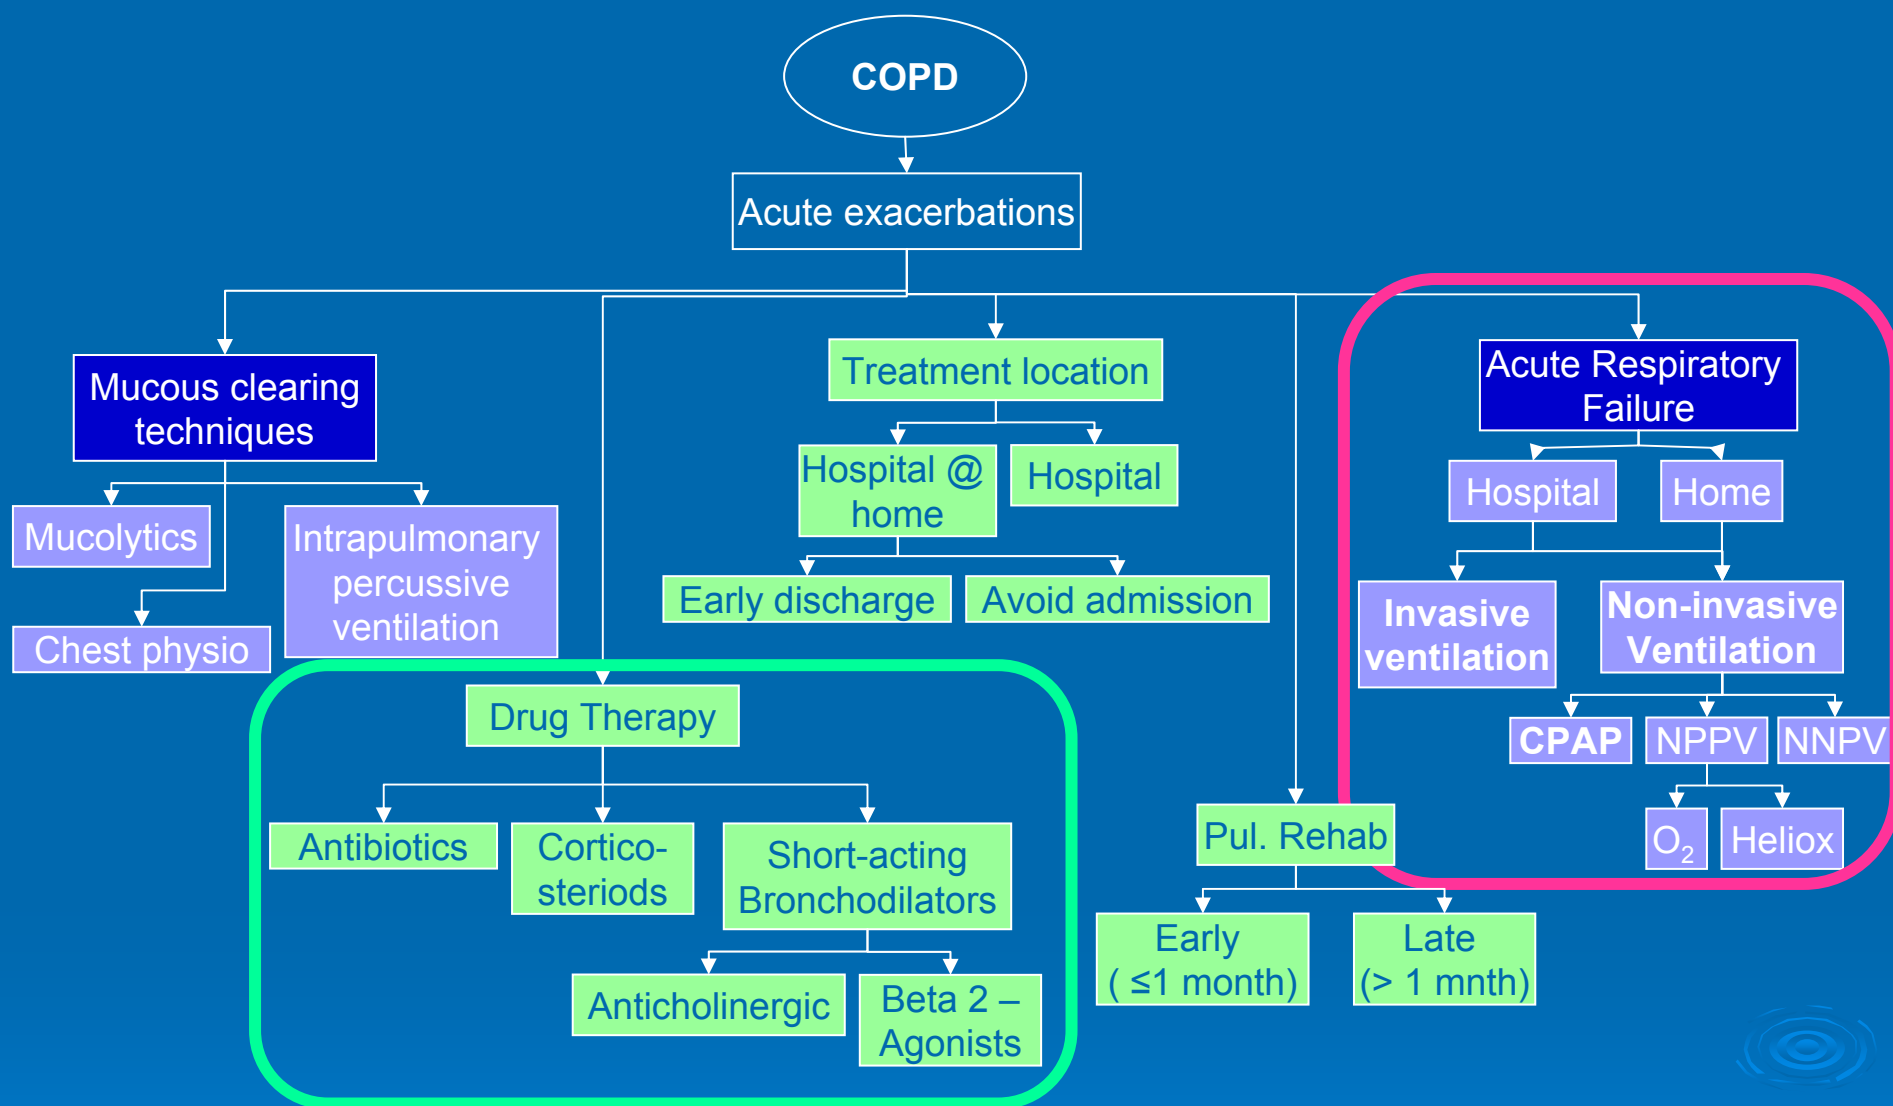 COPD
Acute exacerbations
Mucous clearing
techniques
Mucolytics
Chest physio
Intrapulmonary
percussive
ventilation
Drug Therapy
Antibiotics
Cortico-
steriods
Short-acting
Bronchodilators
Anticholinergic
Beta 2 –
Agonists
Treatment location
Hospital @
home
Hospital
Early discharge
Avoid admission
Pul. Rehab
Early
( ≤1 month)
Late
(> 1 mnth)
Acute Respiratory
Failure
Hospital
Home
Invasive
ventilation
Non-invasive
Ventilation
CPAP
NPPV
NNPV
O₂
Heliox